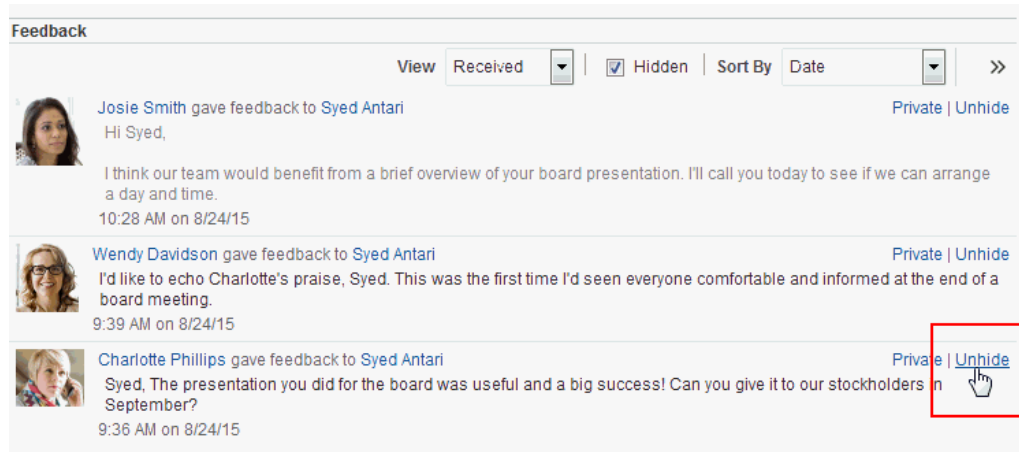 Feedback
View Received Hidden Sort By Date »
Josie Smith gave feedback to Syed Antari Private | Unhide
Hi Syed,
I think our team would benefit from a brief overview of your board presentation. I'll call you today to see if we can arrange
a day and time.
10:28 AM on 8/24/15
Wendy Davidson gave feedback to Syed Antari Private | Unhide
I'd like to echo Charlotte's praise, Syed. This was the first time I'd seen everyone comfortable and informed at the end of a
board meeting.
9:39 AM on 8/24/15
Charlotte Phillips gave feedback to Syed Antari Private | Unhide
Syed, The presentation you did for the board was useful and a big success! Can you give it to our stockholders in
September?
9:36 AM on 8/24/15